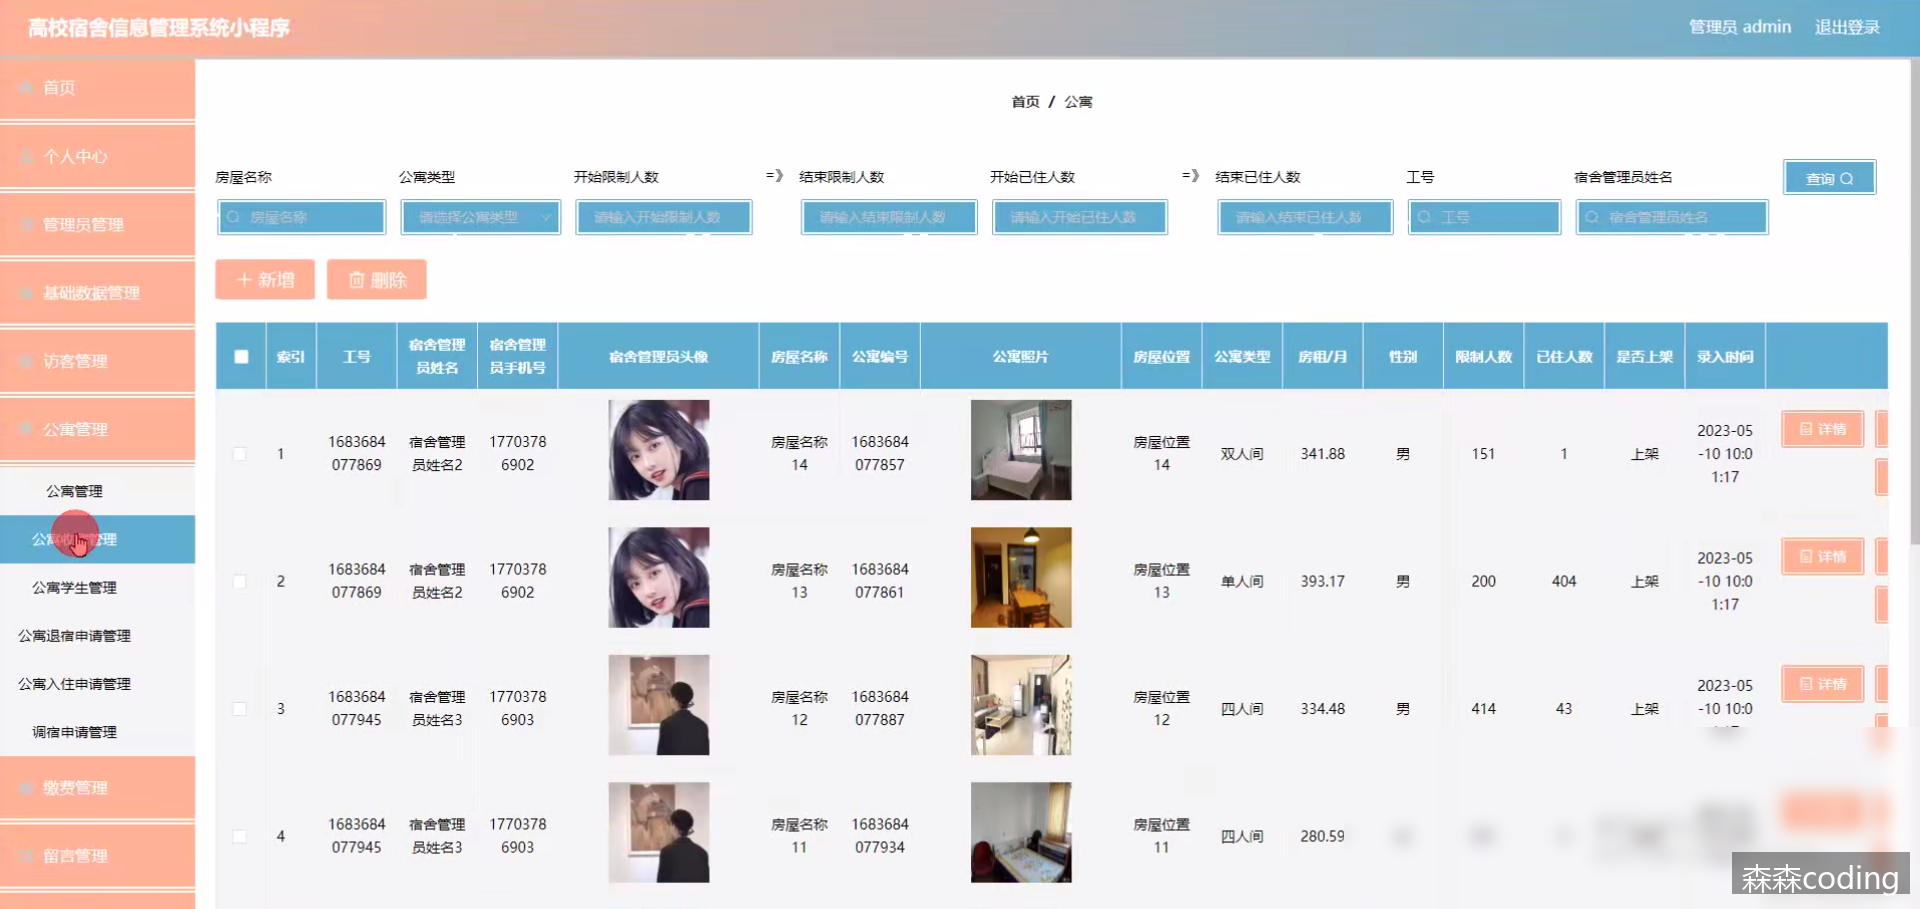 高校宿舍信息管理系统小程序
管理员 admin 退出登录
首页
个人中心
管理员管理
基础数据管理
访客管理
公寓管理
公寓管理
公寓收藏管理
公寓学生管理
公寓退宿申请管理
公寓入住申请管理
调宿申请管理
缴费管理
留言管理
首页 / 公寓
房屋名称 公寓类型 开始限制人数 =》 结束限制人数 开始已住人数 =》 结束已住人数 工号 宿舍管理员姓名 查询
房屋名称 请选择公寓类型 请输入开始限制人数 请输入结束限制人数 请输入开始已住人数 请输入结束已住人数 工号 宿舍管理员姓名
新增 删除
索引 工号 宿舍管理员姓名 宿舍管理员手机号 宿舍管理员头像 房屋名称 公寓编号 公寓照片 房屋位置 公寓类型 房租/月 性别 限制人数 已住人数 是否上架 录入时间
1 1683684077869 宿舍管理员姓名2 17703786902 房屋名称14 1683684077857 房屋位置14 双人间 341.88 男 151 1 上架 2023-05-10 10:01:17 详情
2 1683684077869 宿舍管理员姓名2 17703786902 房屋名称13 1683684077861 房屋位置13 单人间 393.17 男 200 404 上架 2023-05-10 10:01:17 详情
3 1683684077945 宿舍管理员姓名3 17703786903 房屋名称12 1683684077887 房屋位置12 四人间 334.48 男 414 43 上架 2023-05-10 10:0 详情
4 1683684077945 宿舍管理员姓名3 17703786903 房屋名称11 1683684077934 房屋位置11 四人间 280.59
森森coding